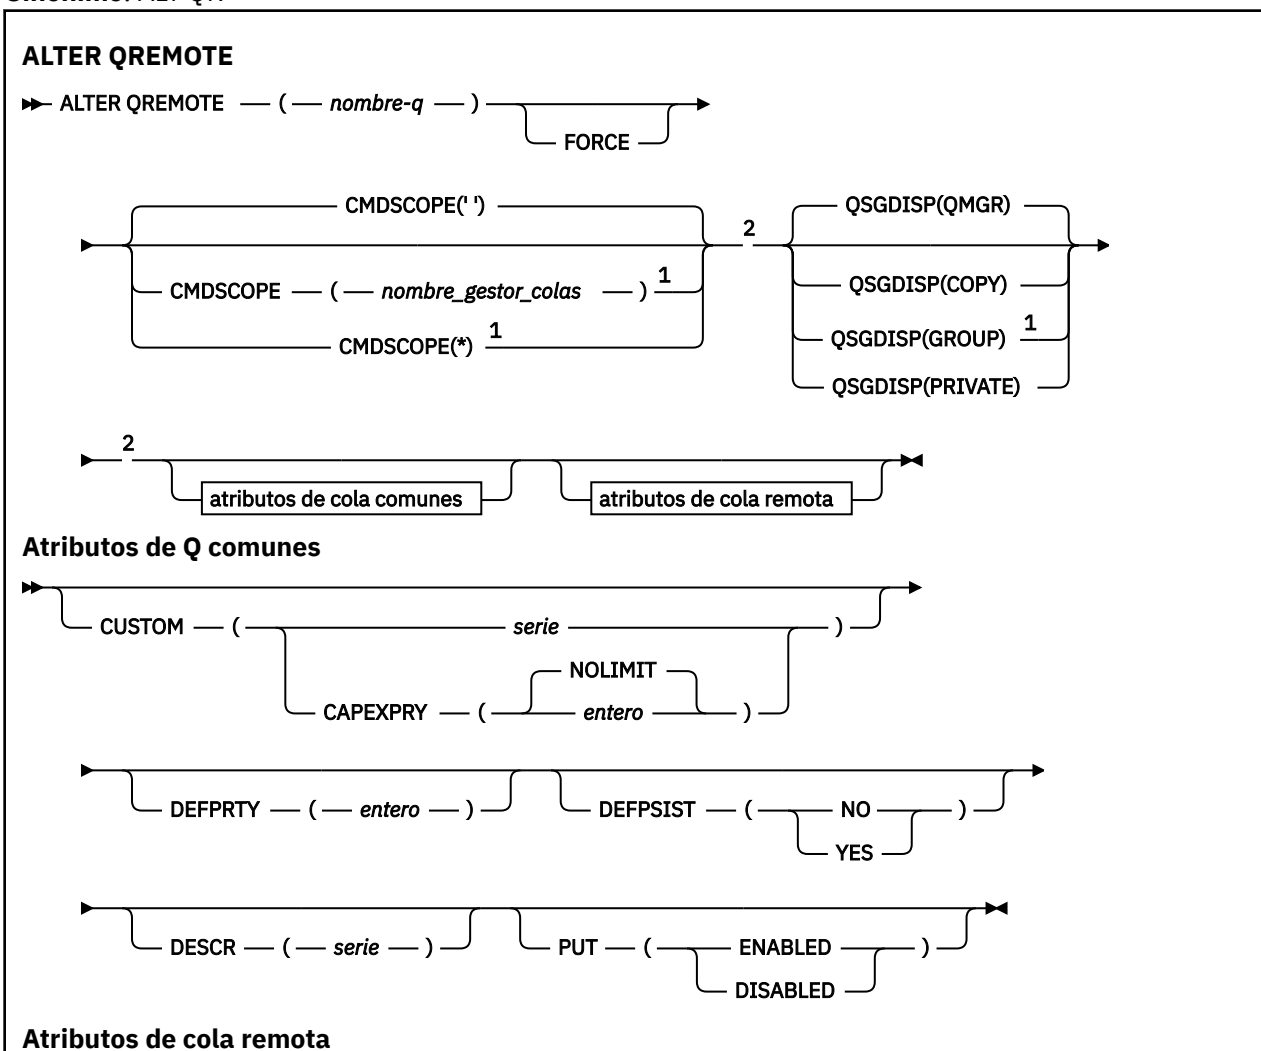 ALTER QREMOTE
ALTER QREMOTE ( nombre-q )
FORCE
CMDSCOPE(' ')
CMDSCOPE ( nombre_gestor_colas ) 1
CMDSCOPE(*) 1
2
QSGDISP(QMGR)
QSGDISP(COPY)
QSGDISP(GROUP) 1
QSGDISP(PRIVATE)
2
atributos de cola comunes
atributos de cola remota
Atributos de Q comunes
CUSTOM ( serie )
NOLIMIT
CAPEXPRY ( entero )
DEFPRTY ( entero )
DEFPSIST ( NO )
YES
DESCR ( serie )
PUT ( ENABLED )
DISABLED
Atributos de cola remota